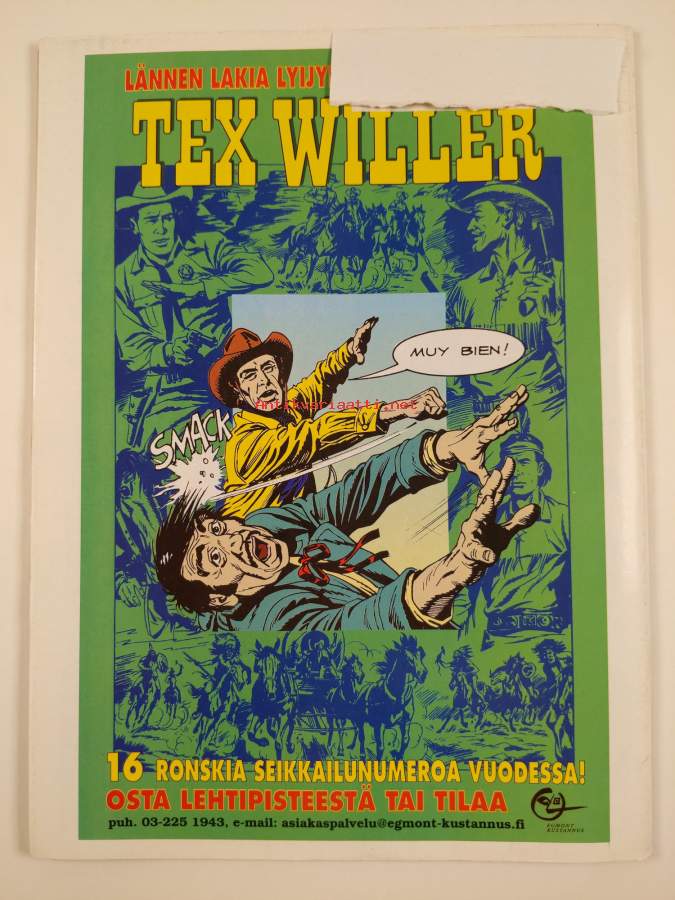 LÄNNEN LAKIA
TEX WILLER
MUY BIEN!
Antikvariaatti.net
SMACK
16 RONSKIA SEIKKAILUNUMEROA VUODESSA!
OSTA LEHTIPISTEESTÄ TAI TILAA
puh. 03-225 1943, e-mail: asiakaspalvelu@egmont-kustannus.fi
EGMONT
KUSTANNUS